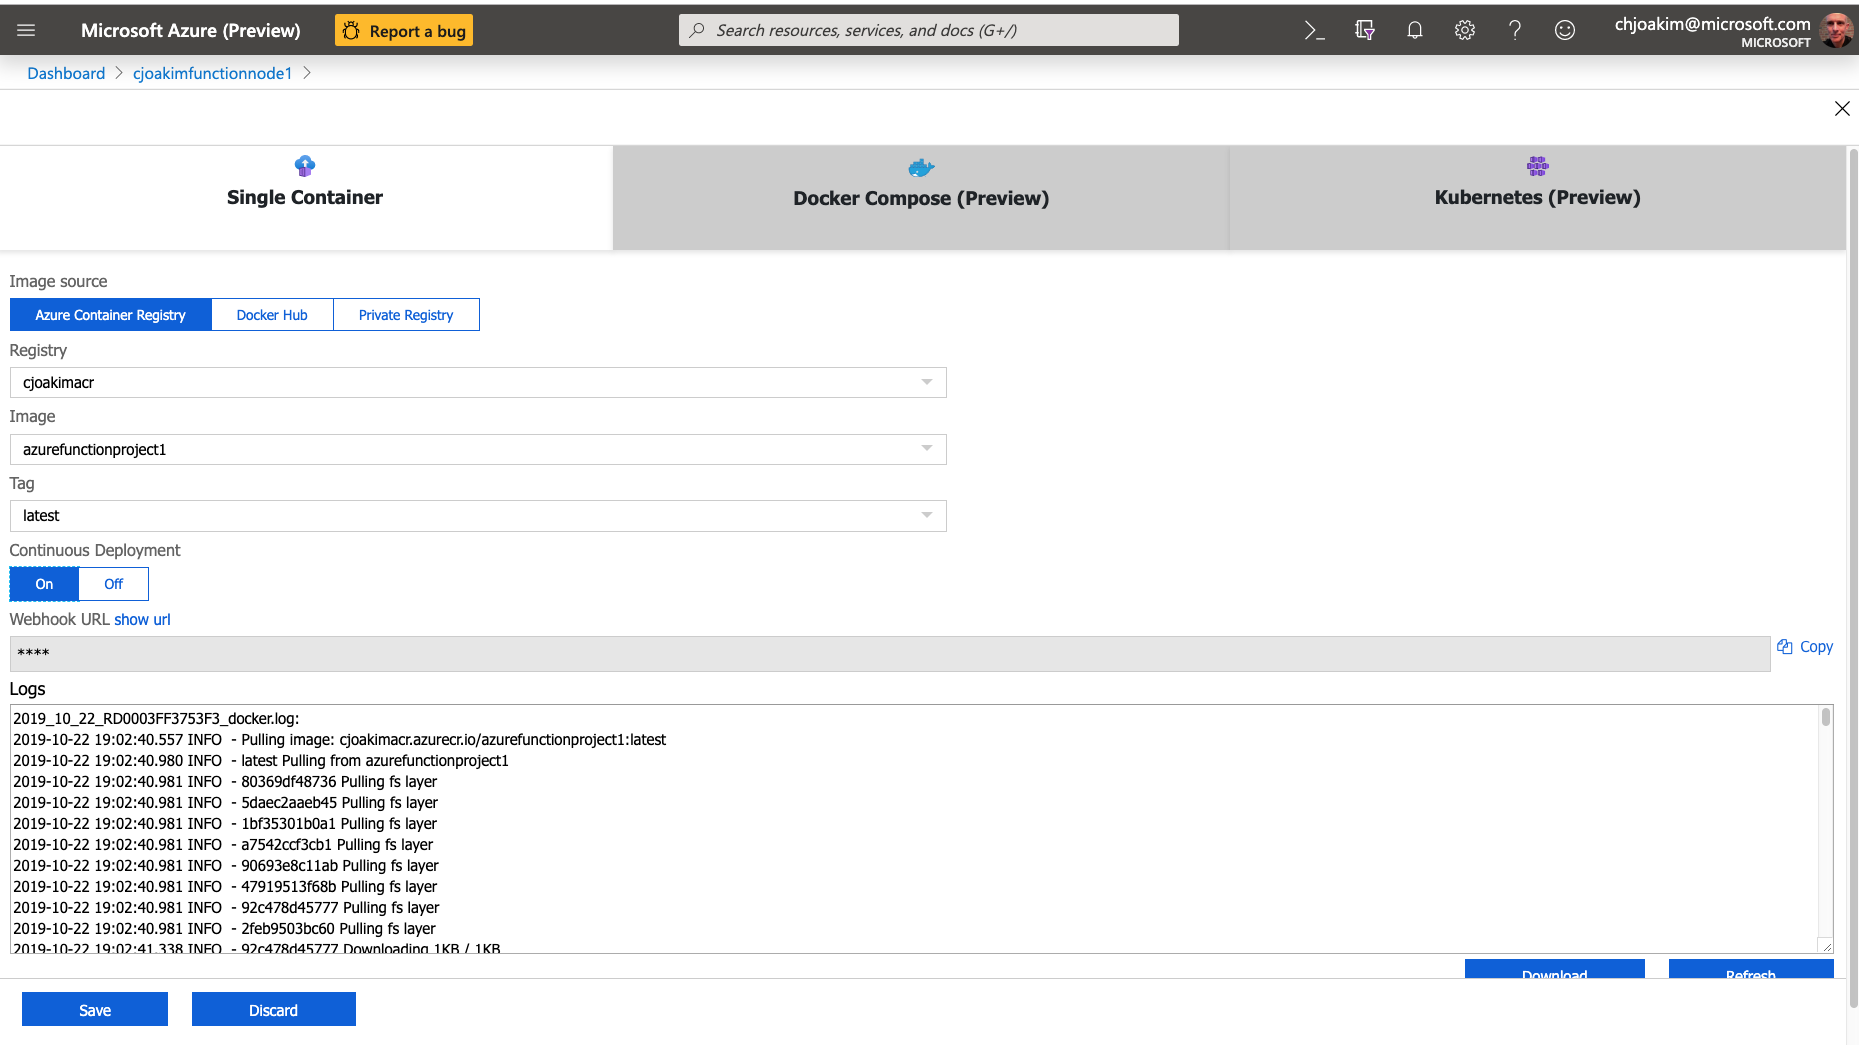 Microsoft Azure (Preview)
Report a bug
Search resources, services, and docs (G+/)
chjoakim@microsoft.com
MICROSOFT
Dashboard > cjoakimfunctionnode1 >
Single Container
Docker Compose (Preview)
Kubernetes (Preview)
Image source
Azure Container Registry
Docker Hub
Private Registry
Registry
cjoakimacr
Image
azurefunctionproject1
Tag
latest
Continuous Deployment
On
Off
Webhook URL show url
****
Copy
Logs
2019_10_22_RD0003FF3753F3_docker.log:
2019-10-22 19:02:40.557 INFO  - Pulling image: cjoakimacr.azurecr.io/azurefunctionproject1:latest
2019-10-22 19:02:40.980 INFO  - latest Pulling from azurefunctionproject1
2019-10-22 19:02:40.981 INFO  - 80369df48736 Pulling fs layer
2019-10-22 19:02:40.981 INFO  - 5daec2aaeb45 Pulling fs layer
2019-10-22 19:02:40.981 INFO  - 1bf35301b0a1 Pulling fs layer
2019-10-22 19:02:40.981 INFO  - a7542ccf3cb1 Pulling fs layer
2019-10-22 19:02:40.981 INFO  - 90693e8c11ab Pulling fs layer
2019-10-22 19:02:40.981 INFO  - 47919513f68b Pulling fs layer
2019-10-22 19:02:40.981 INFO  - 92c478d45777 Pulling fs layer
2019-10-22 19:02:40.981 INFO  - 2feb9503bc60 Pulling fs layer
2019-10-22 19:02:41.338 INFO  - 92c478d45777 Downloading 1KB / 1KB
Download
Refresh
Save
Discard